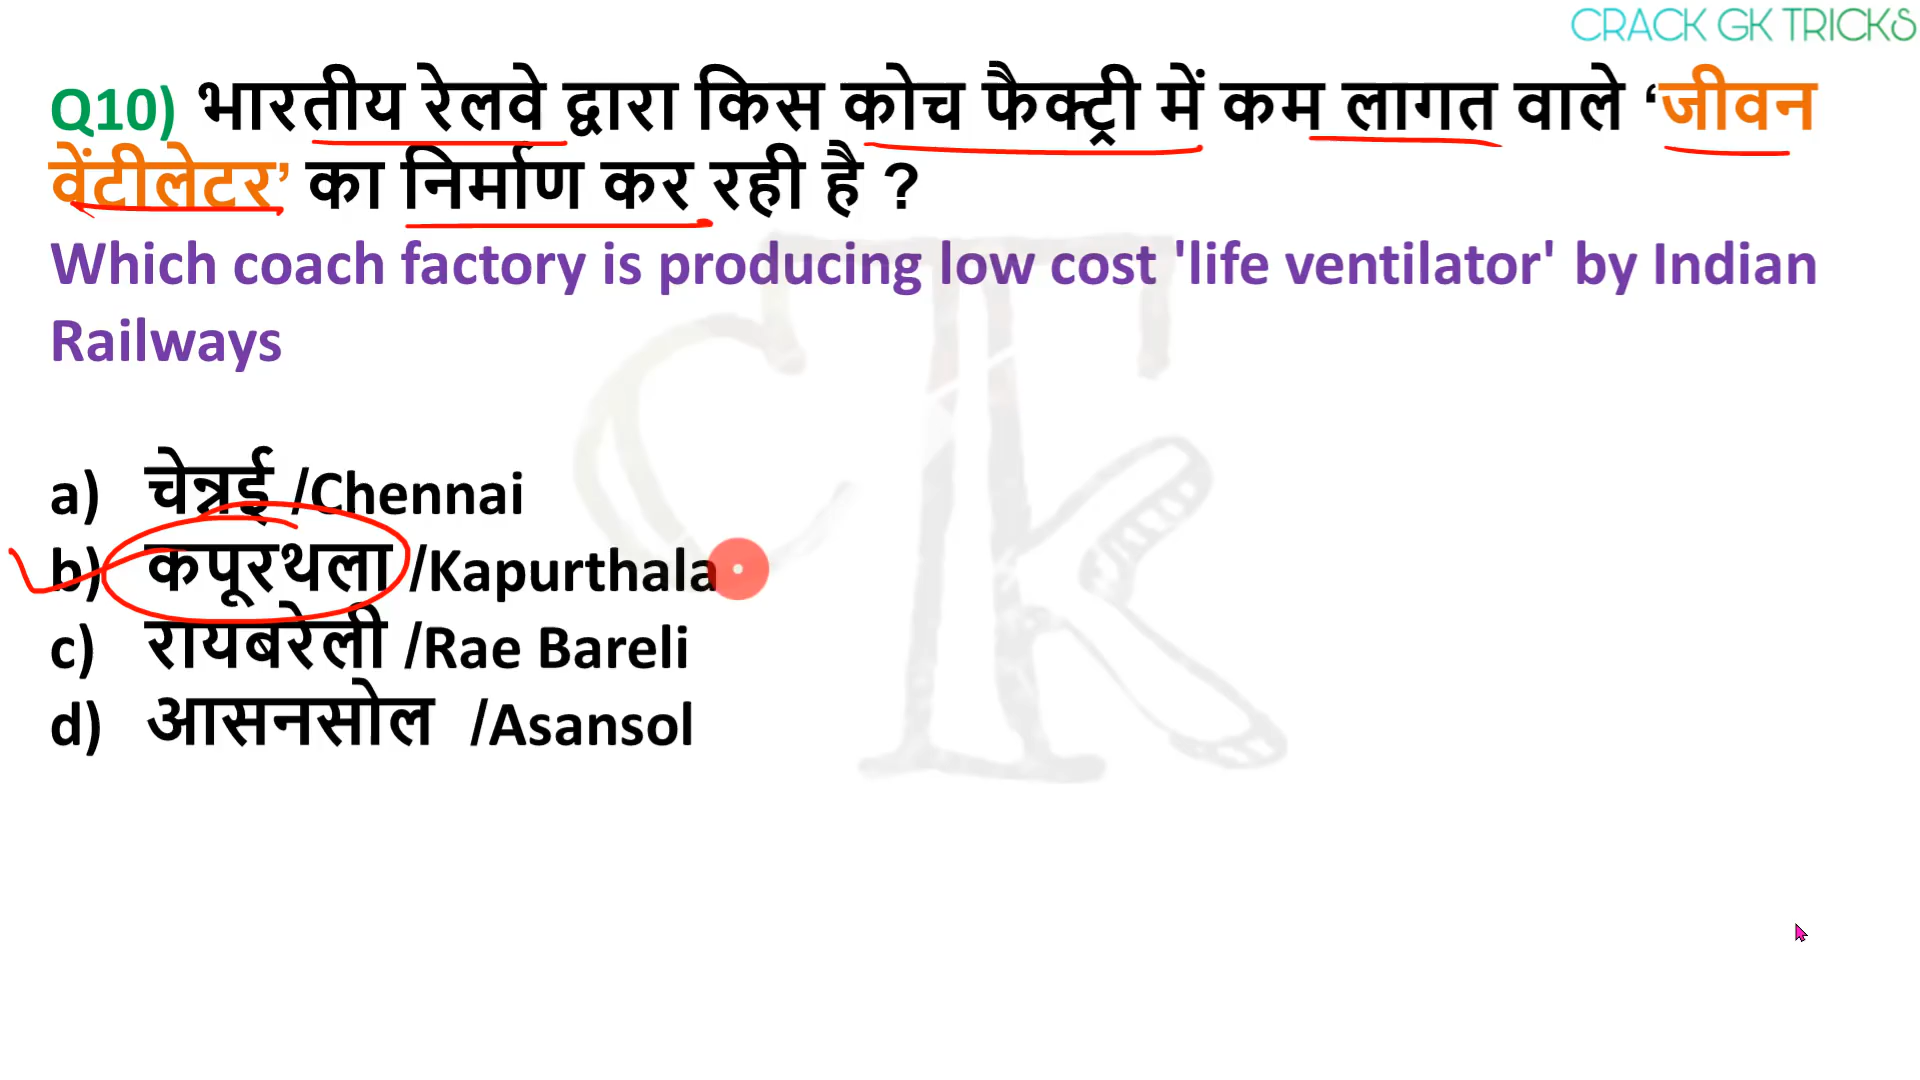 CRACK GK TRICKS
Q10) भारतीय रेलवे द्वारा किस कोच फैक्ट्री में कम लागत वाले ‘जीवन
वेंटीलेटर’ का निर्माण कर रही है ?
Which coach factory is producing low cost 'life ventilator' by Indian
Railways
a) चेन्नई /Chennai
b) कपूरथला /Kapurthala
c) रायबरेली /Rae Bareli
d) आसनसोल /Asansol